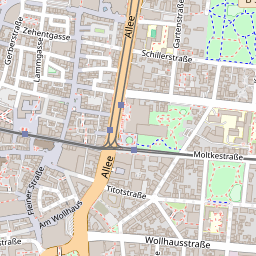 Gerberstraße
Lammgasse
Zehentgasse
Allee
Gartenstraße
Schillerstraße
Allee
Moltkestraße
Fleiner Straße
Am Wollhaus
Titotstraße
Wollhausstraße